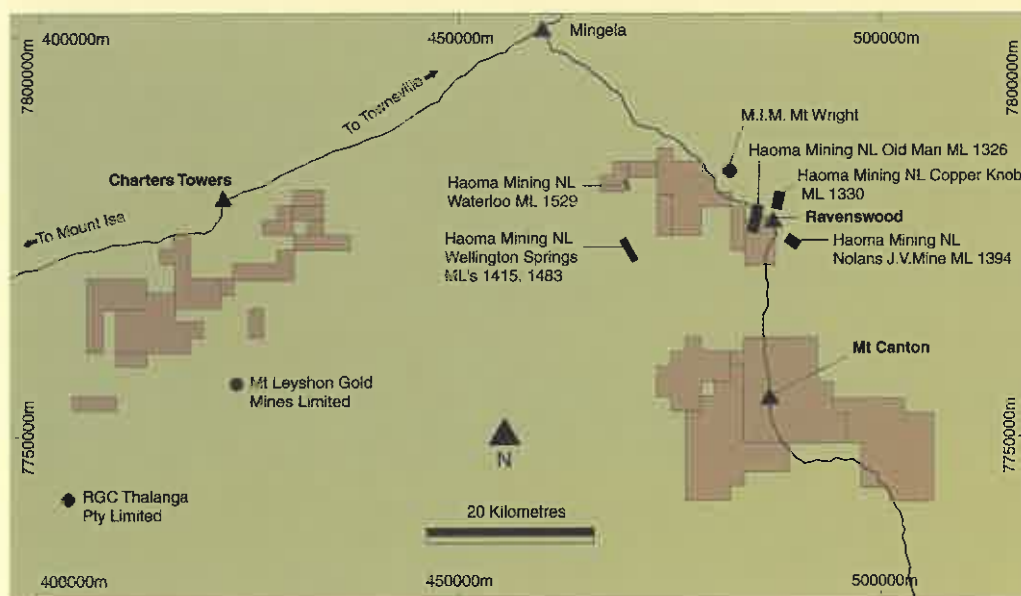 400000m
450000m
500000m
Mingela
7800000m
7800000m
To Townsville
M.I.M. Mt Wright
Haoma Mining NL Old Man ML 1326
Haoma Mining NL Copper Knob
ML 1330
Haoma Mining NL
Waterloo ML 1529
Charters Towers
Ravenswood
To Mount Isa
Haoma Mining NL
Wellington Springs
ML's 1415, 1483
Haoma Mining NL
Nolans J.V.Mine ML 1394
Mt Canton
Mt Leyshon Gold
Mines Limited
7750000m
7750000m
N
RGC Thalanga
Pty Limited
20 Kilometres
400000m
450000m
500000m